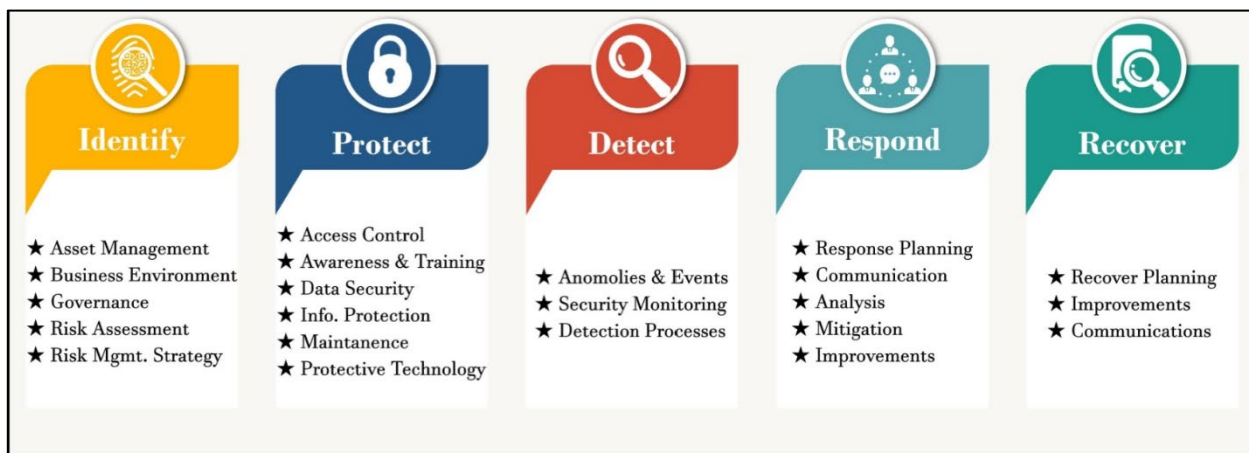 Identify
★ Asset Management
★ Business Environment
★ Governance
★ Risk Assessment
★ Risk Mgmt. Strategy
Protect
★ Access Control
★ Awareness & Training
★ Data Security
★ Info. Protection
★ Maintanence
★ Protective Technology
Detect
★ Anomolies & Events
★ Security Monitoring
★ Detection Processes
Respond
★ Response Planning
★ Communication
★ Analysis
★ Mitigation
★ Improvements
Recover
★ Recover Planning
★ Improvements
★ Communications